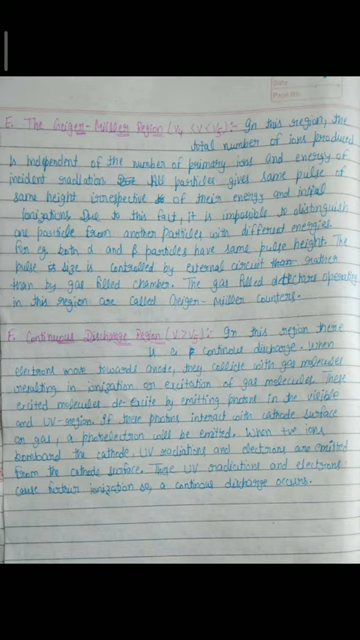 Date
Page No.
E. The Geiger-Müller Region (V4 < V < V5) :- In this region, the
total number of ions produced
is independent of the number of primary ions and energy of
incident radiation All particles gives same pulse of
same height irrespective of their energy and initial
ionizations Due to this fact, it is impossible to distinguish
one particle from another particles with different energies
For eg both α and β particles have same pulse height. The
pulse size is controlled by external circuit rather
than by gas filled chamber. The gas filled detectors operating
in this region are called Geiger-Müller counters.
F. Continuous Discharge Region (V > V5) :- In this region there
is a continous discharge. When
electrons move towards anode, they collide with gas molecules
resulting in ionization or excitation of gas molecules. These
excited molecules de-excite by emitting photons in the visible
and UV-region. If these photons interact with cathode surface
or gas, a photoelectron will be emitted. When +ve ions
bombard the cathode, UV radiations and electrons are emitted
from the cathode surface. These UV radiations and electrons
cause further ionization so, a continous discharge occurs.